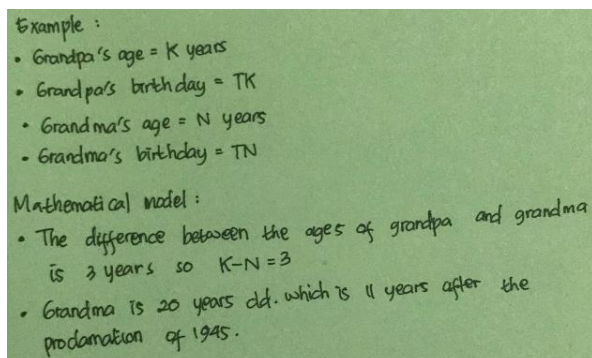 Example :
• Grandpa's age = K years
• Grandpa's birthday = TK
• Grandma's age = N years
• Grandma's birthday = TN
Mathematical model :
• The difference between the ages of grandpa and grandma
is 3 years so K-N = 3
• Grandma is 20 years old. which is 11 years after the
proclamation of 1945.